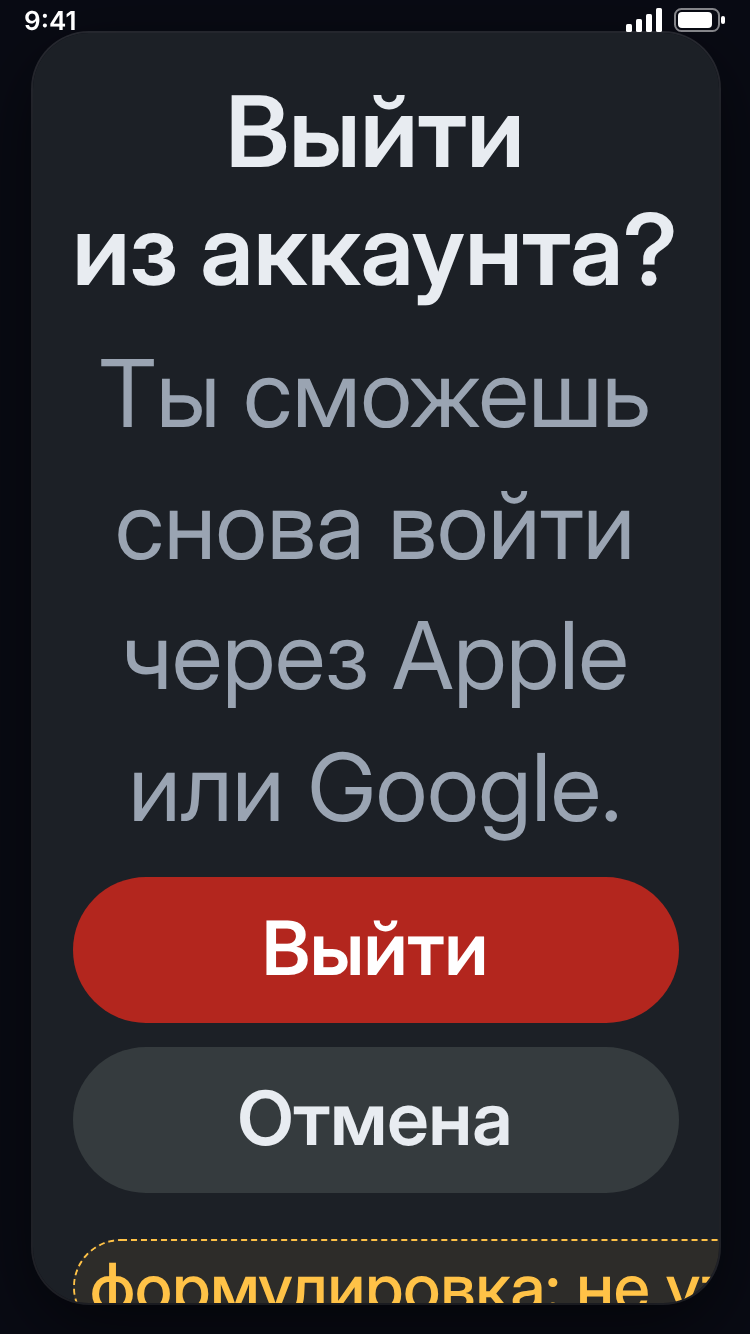 9:41
Выйти
из аккаунта?
Ты сможешь
снова войти
через Apple
или Google.
Выйти
Отмена
формулировка: не